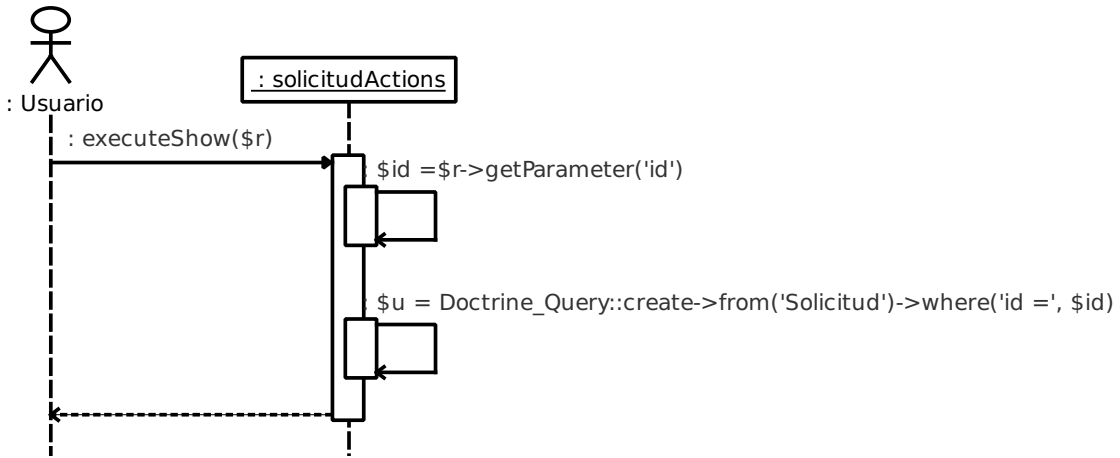 : Usuario
: solicitudActions
: executeShow($r)
: $id =$r->getParameter('id')
: $u = Doctrine_Query::create->from('Solicitud')->where('id =', $id)